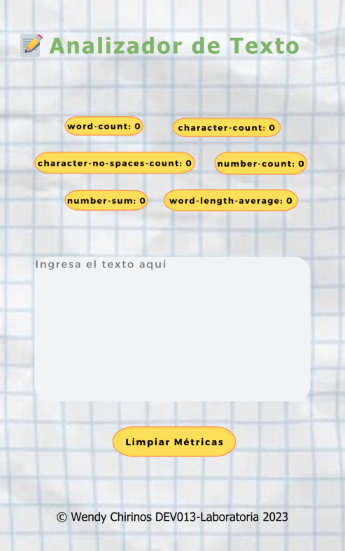 Analizador de Texto
word-count: 0 character-count: 0
character-no-spaces-count: 0 number-count: 0
number-sum: 0 word-length-average: 0
Ingresa el texto aquí
Limpiar Métricas
© Wendy Chirinos DEV013-Laboratoria 2023